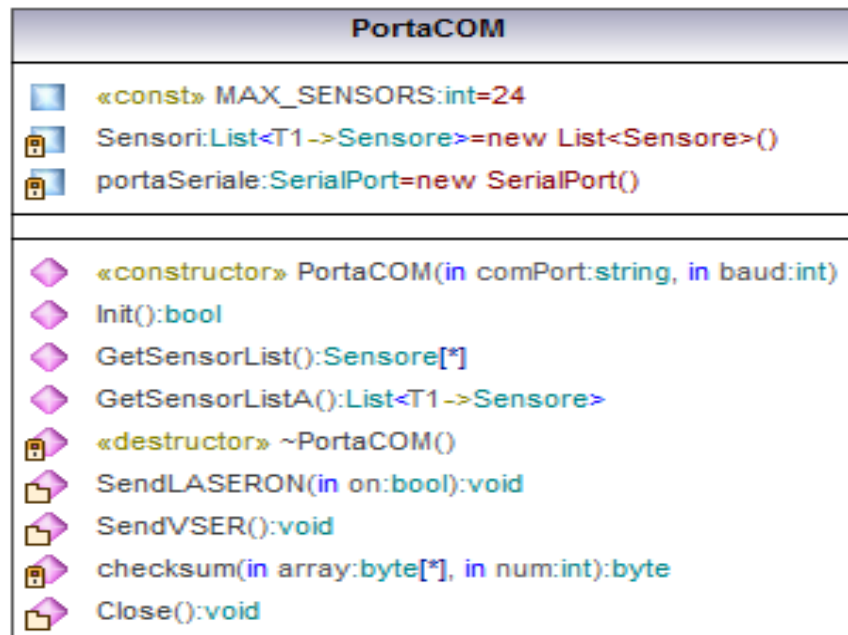 PortaCOM
«const» MAX_SENSORS:int=24
Sensori:List<T1->Sensore>=new List<Sensore>()
portaSeriale:SerialPort=new SerialPort()
«constructor» PortaCOM(in comPort:string, in baud:int)
Init():bool
GetSensorList():Sensore[*]
GetSensorListA():List<T1->Sensore>
«destructor» ~PortaCOM()
SendLASERON(in on:bool):void
SendVSER():void
checksum(in array:byte[*], in num:int):byte
Close():void